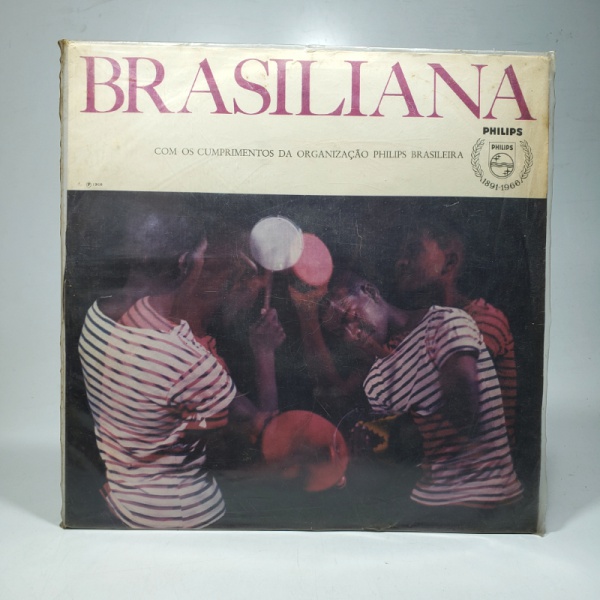 BRASILIANA
PHILIPS
COM OS CUMPRIMENTOS DA ORGANIZAÇÃO PHILIPS BRASILEIRA
PHILIPS
1891-1966